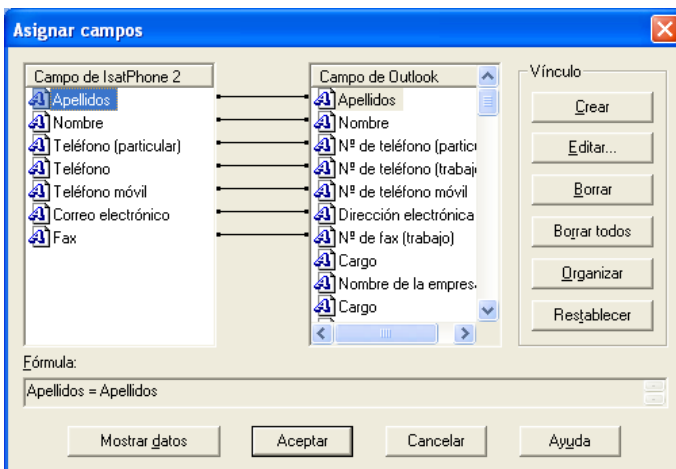 Asignar campos
Campo de IsatPhone 2
Apellidos
Nombre
Teléfono (particular)
Teléfono
Teléfono móvil
Correo electrónico
Fax
Campo de Outlook
Apellidos
Nombre
Nº de teléfono (partic
Nº de teléfono (trabaj
Nº de teléfono móvil
Dirección electrónica
Nº de fax (trabajo)
Cargo
Nombre de la empres
Cargo
Vínculo
Crear
Editar...
Borrar
Borrar todos
Organizar
Restablecer
Fórmula:
Apellidos = Apellidos
Mostrar datos
Aceptar
Cancelar
Ayuda